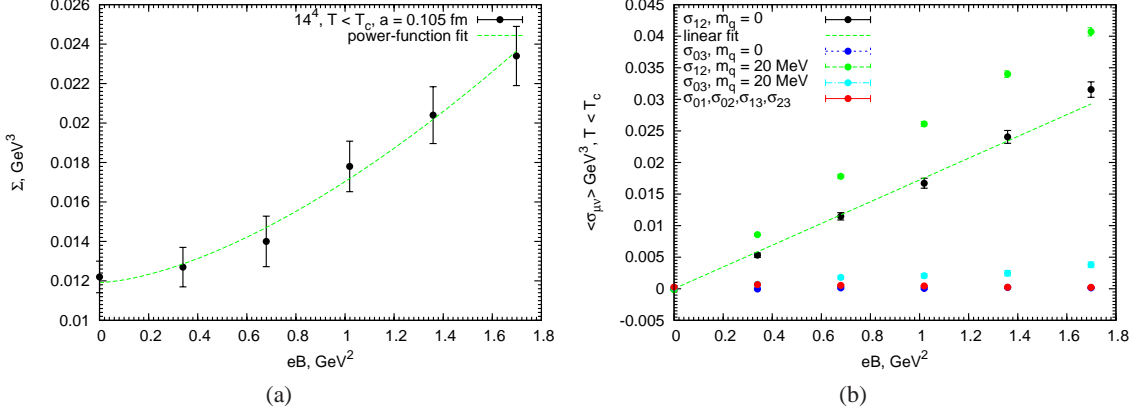 14⁴, T < T_c, a = 0.105 fm
power-function fit
Σ, GeV³
0.026
0.024
0.022
0.02
0.018
0.016
0.014
0.012
0.01
0 0.2 0.4 0.6 0.8 1 1.2 1.4 1.6 1.8
eB, GeV²
(a)
σ₁₂, m_q = 0
linear fit
σ₀₃, m_q = 0
σ₁₂, m_q = 20 MeV
σ₀₃, m_q = 20 MeV
σ₀₁,σ₀₂,σ₁₃,σ₂₃
<σ_μν> GeV³, T < T_c
0.045
0.04
0.035
0.03
0.025
0.02
0.015
0.01
0.005
0
-0.005
0 0.2 0.4 0.6 0.8 1 1.2 1.4 1.6 1.8
eB, GeV²
(b)